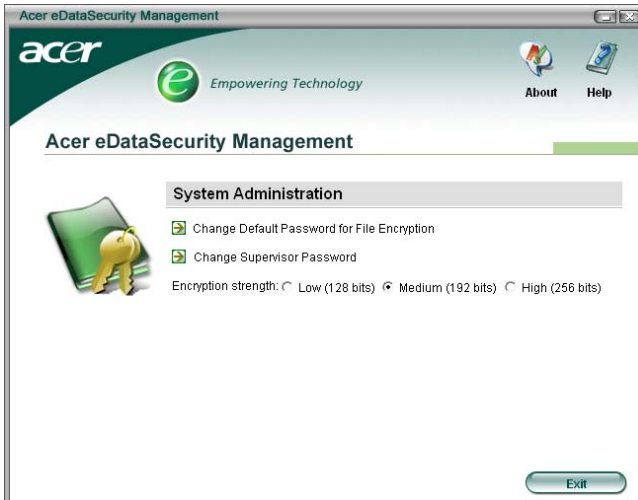 Acer eDataSecurity Management
acer
e Empowering Technology
About Help
Acer eDataSecurity Management
System Administration
Change Default Password for File Encryption
Change Supervisor Password
Encryption strength: Low (128 bits) Medium (192 bits) High (256 bits)
Exit